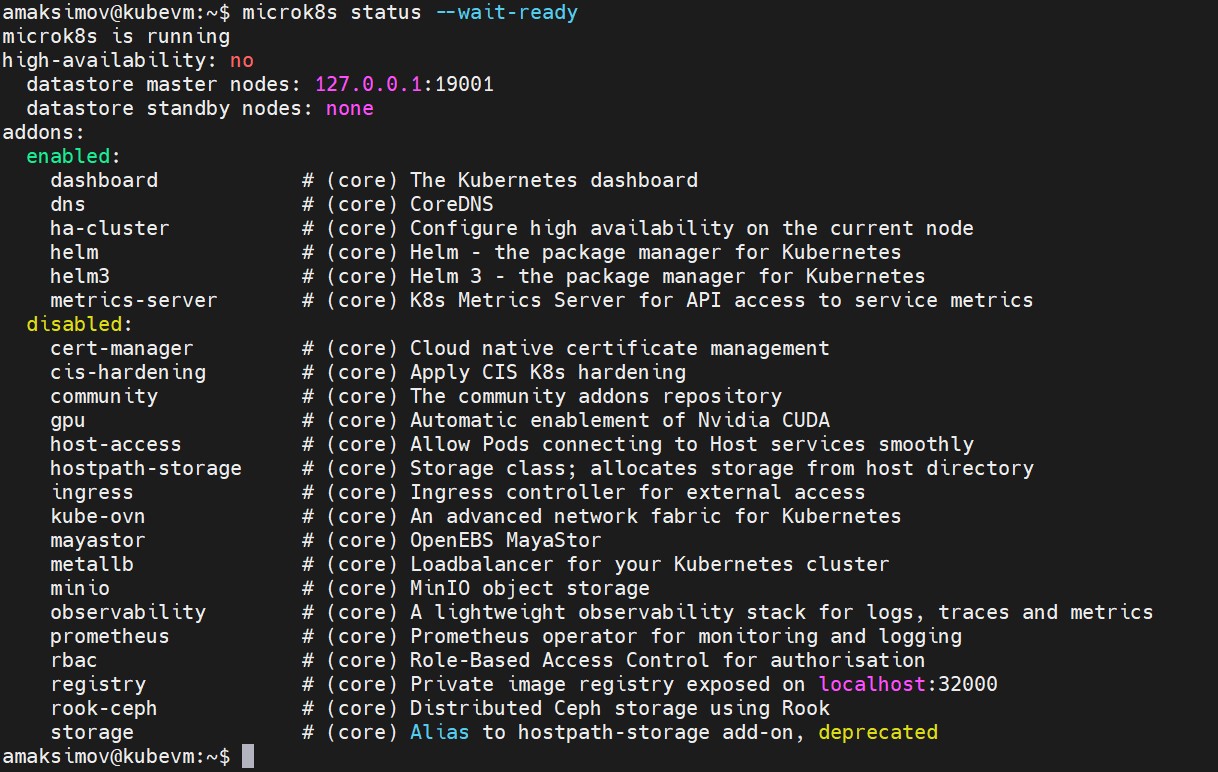 amaksimov@kubevm:~$ microk8s status --wait-ready
microk8s is running
high-availability: no
  datastore master nodes: 127.0.0.1:19001
  datastore standby nodes: none
addons:
  enabled:
    dashboard            # (core) The Kubernetes dashboard
    dns                  # (core) CoreDNS
    ha-cluster           # (core) Configure high availability on the current node
    helm                 # (core) Helm - the package manager for Kubernetes
    helm3                # (core) Helm 3 - the package manager for Kubernetes
    metrics-server       # (core) K8s Metrics Server for API access to service metrics
  disabled:
    cert-manager         # (core) Cloud native certificate management
    cis-hardening        # (core) Apply CIS K8s hardening
    community            # (core) The community addons repository
    gpu                  # (core) Automatic enablement of Nvidia CUDA
    host-access          # (core) Allow Pods connecting to Host services smoothly
    hostpath-storage     # (core) Storage class; allocates storage from host directory
    ingress              # (core) Ingress controller for external access
    kube-ovn             # (core) An advanced network fabric for Kubernetes
    mayastor             # (core) OpenEBS MayaStor
    metallb              # (core) Loadbalancer for your Kubernetes cluster
    minio                # (core) MinIO object storage
    observability        # (core) A lightweight observability stack for logs, traces and metrics
    prometheus           # (core) Prometheus operator for monitoring and logging
    rbac                 # (core) Role-Based Access Control for authorisation
    registry             # (core) Private image registry exposed on localhost:32000
    rook-ceph            # (core) Distributed Ceph storage using Rook
    storage              # (core) Alias to hostpath-storage add-on, deprecated
amaksimov@kubevm:~$